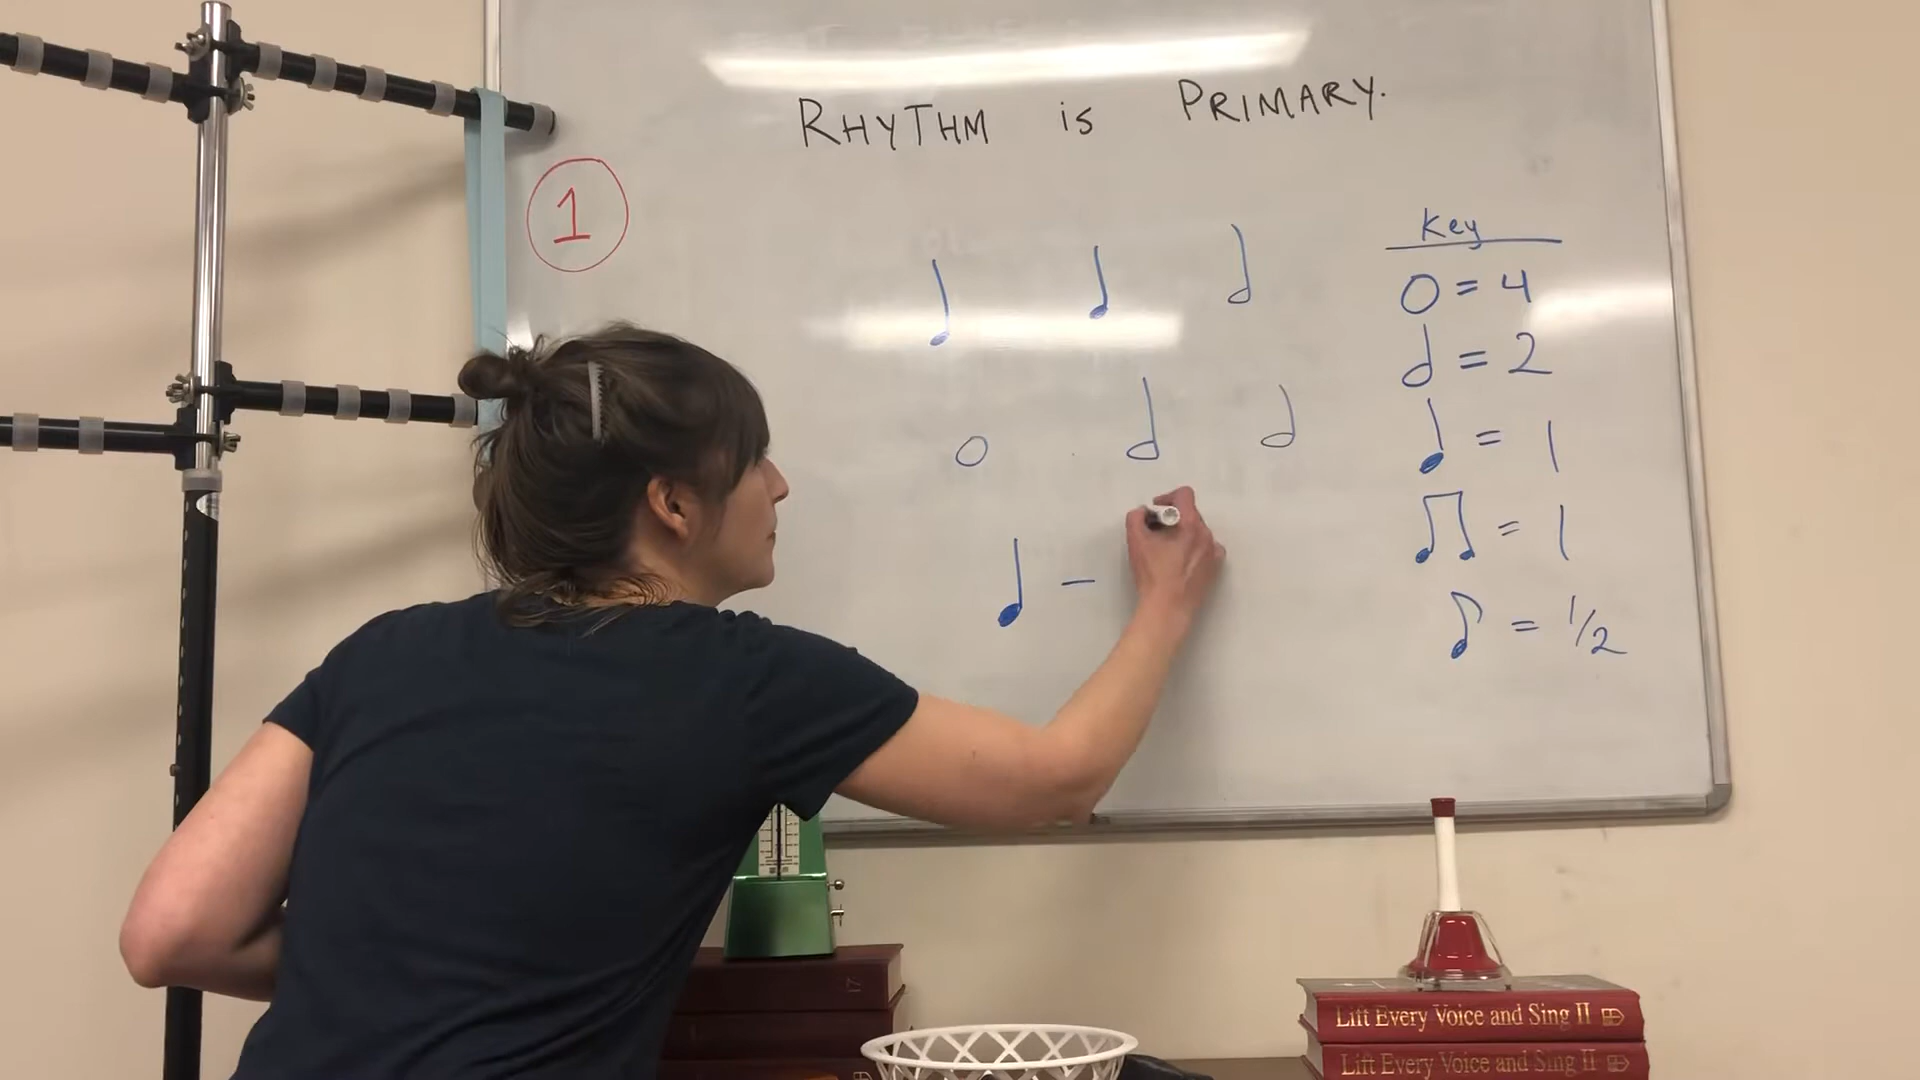 RHYTHM is PRIMARY.
1
Key
𝅝 = 4
𝅗𝅥 = 2
♩ = 1
♫ = 1
♪ = 1/2
♩ ♩ 𝅗𝅥
𝅝 𝅗𝅥 𝅗𝅥
♩ –
17
Lift Every Voice and Sing II
Lift Every Voice and Sing II